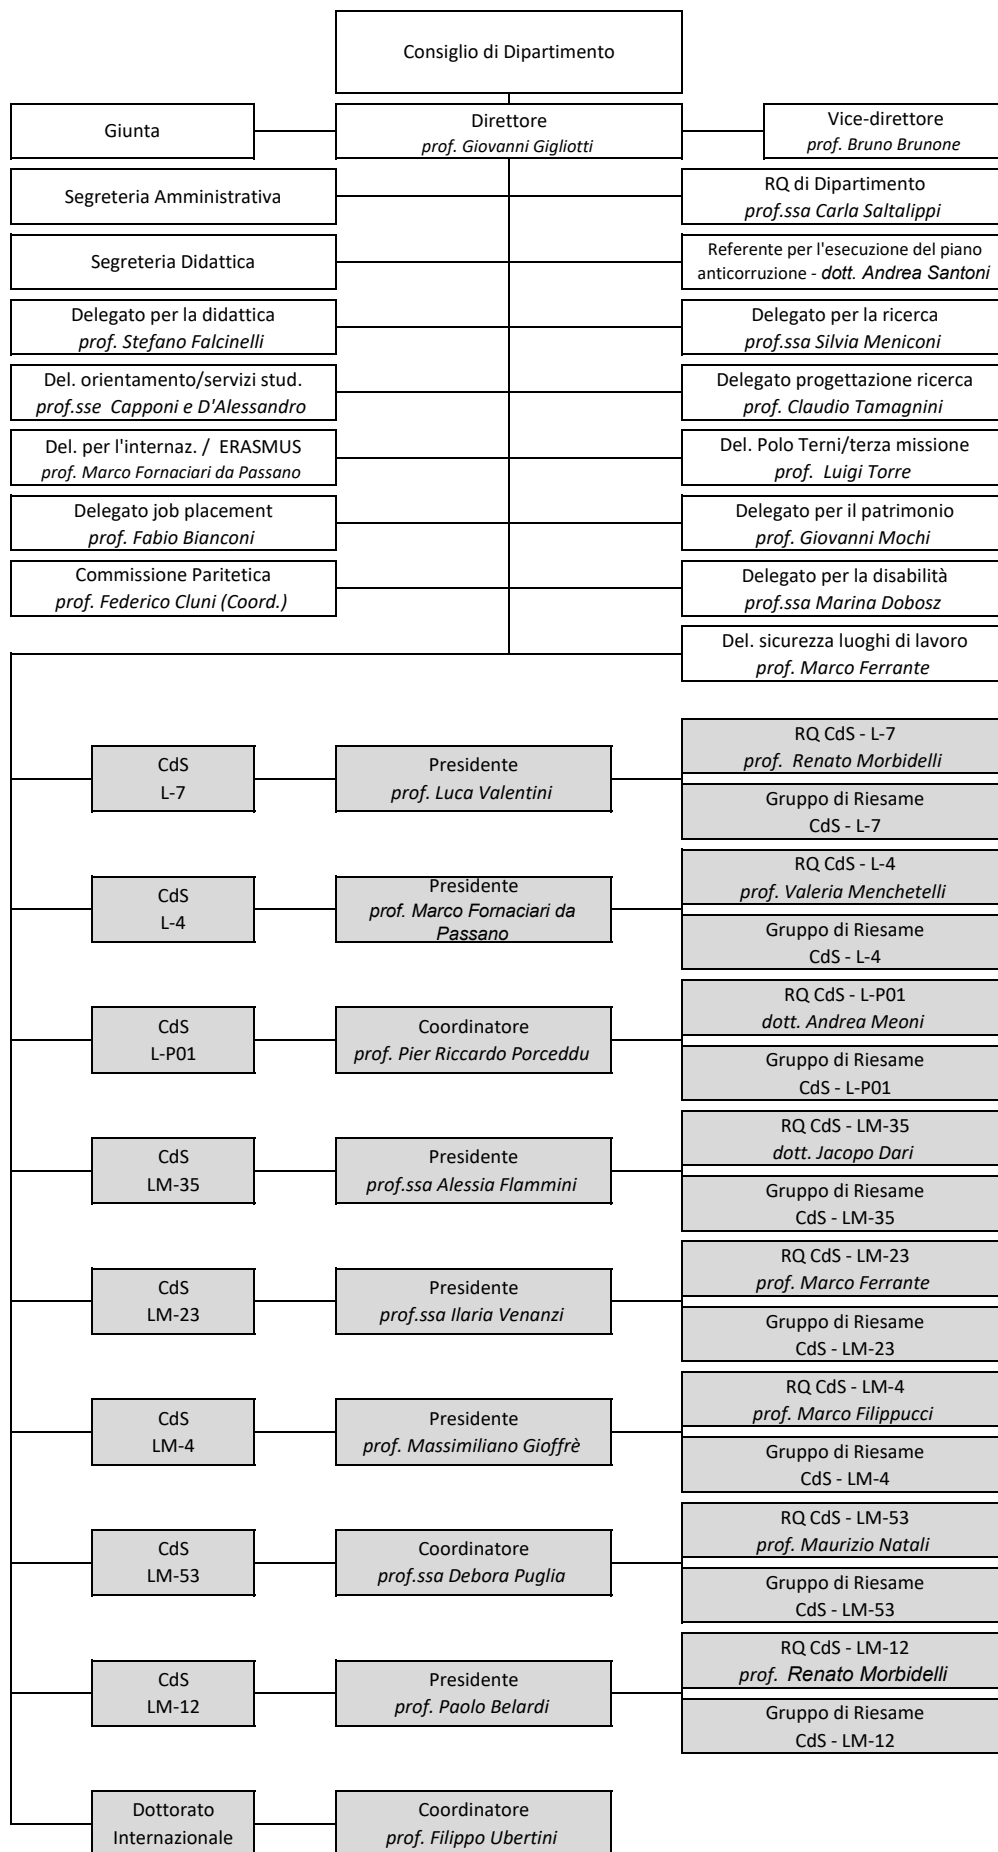 Consiglio di Dipartimento
Giunta
Direttore
prof. Giovanni Gigliotti
Vice-direttore
prof. Bruno Brunone
Segreteria Amministrativa
RQ di Dipartimento
prof.ssa Carla Saltalippi
Segreteria Didattica
Referente per l'esecuzione del piano
anticorruzione - dott. Andrea Santoni
Delegato per la didattica
prof. Stefano Falcinelli
Delegato per la ricerca
prof.ssa Silvia Meniconi
Del. orientamento/servizi stud.
prof.sse Capponi e D'Alessandro
Delegato progettazione ricerca
prof. Claudio Tamagnini
Del. per l'internaz. / ERASMUS
prof. Marco Fornaciari da Passano
Del. Polo Terni/terza missione
prof. Luigi Torre
Delegato job placement
prof. Fabio Bianconi
Delegato per il patrimonio
prof. Giovanni Mochi
Commissione Paritetica
prof. Federico Cluni (Coord.)
Delegato per la disabilità
prof.ssa Marina Dobosz
Del. sicurezza luoghi di lavoro
prof. Marco Ferrante
CdS
L-7
Presidente
prof. Luca Valentini
RQ CdS - L-7
prof. Renato Morbidelli
Gruppo di Riesame
CdS - L-7
CdS
L-4
Presidente
prof. Marco Fornaciari da
Passano
RQ CdS - L-4
prof. Valeria Menchetelli
Gruppo di Riesame
CdS - L-4
CdS
L-P01
Coordinatore
prof. Pier Riccardo Porceddu
RQ CdS - L-P01
dott. Andrea Meoni
Gruppo di Riesame
CdS - L-P01
CdS
LM-35
Presidente
prof.ssa Alessia Flammini
RQ CdS - LM-35
dott. Jacopo Dari
Gruppo di Riesame
CdS - LM-35
CdS
LM-23
Presidente
prof.ssa Ilaria Venanzi
RQ CdS - LM-23
prof. Marco Ferrante
Gruppo di Riesame
CdS - LM-23
CdS
LM-4
Presidente
prof. Massimiliano Gioffrè
RQ CdS - LM-4
prof. Marco Filippucci
Gruppo di Riesame
CdS - LM-4
CdS
LM-53
Coordinatore
prof.ssa Debora Puglia
RQ CdS - LM-53
prof. Maurizio Natali
Gruppo di Riesame
CdS - LM-53
CdS
LM-12
Presidente
prof. Paolo Belardi
RQ CdS - LM-12
prof. Renato Morbidelli
Gruppo di Riesame
CdS - LM-12
Dottorato
Internazionale
Coordinatore
prof. Filippo Ubertini